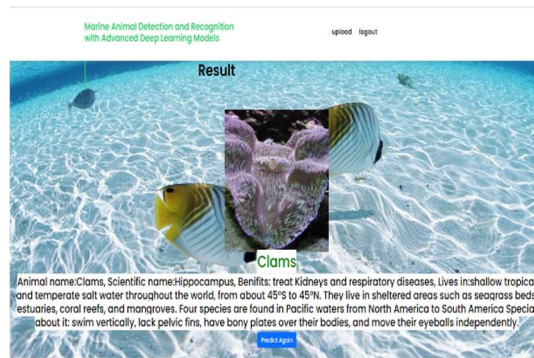 Marine Animal Detection and Recognition
with Advanced Deep Learning Models
upload logout
Result
Clams
Animal name:Clams, Scientific name:Hippocampus, Benifits: treat Kidneys and respiratory diseases, Lives in:shallow tropica
and temperate salt water throughout the world, from about 45°S to 45°N. They live in sheltered areas such as seagrass beds
estuaries, coral reefs, and mangroves. Four species are found in Pacific waters from North America to South America Specia
about it: swim vertically, lack pelvic fins, have bony plates over their bodies, and move their eyeballs independently.
Predict Again